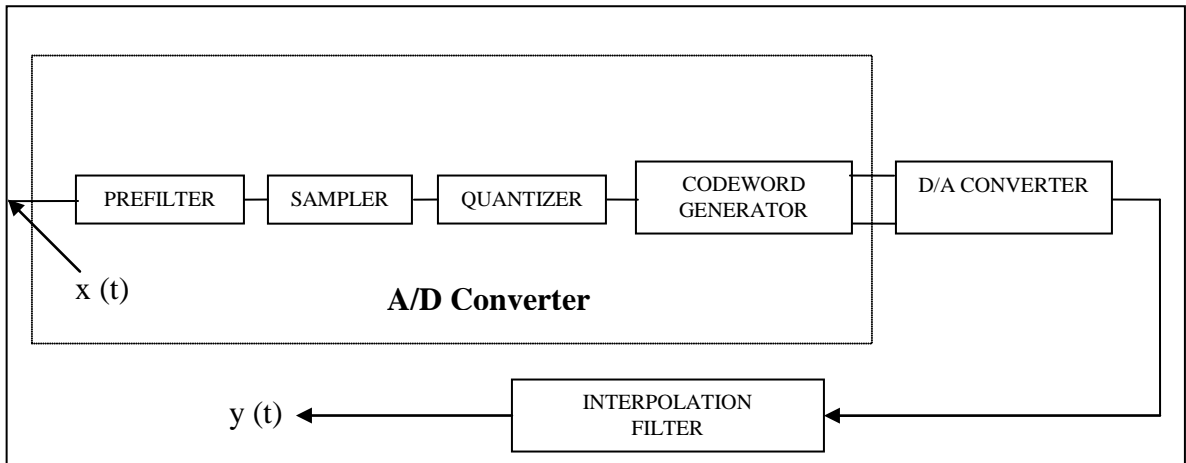 PREFILTER
SAMPLER
QUANTIZER
CODEWORD
GENERATOR
D/A CONVERTER
x (t)
A/D Converter
y (t)
INTERPOLATION
FILTER